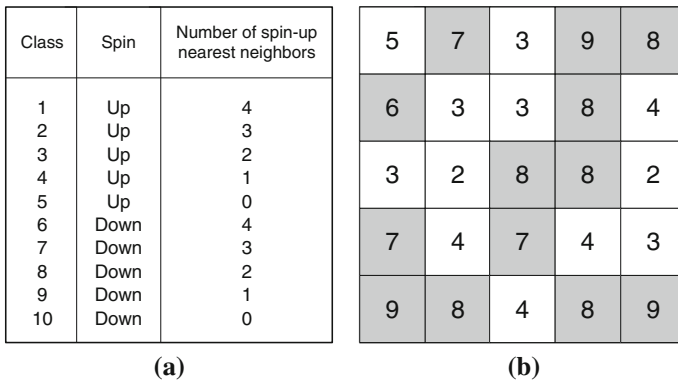 Class Spin Number of spin-up
nearest neighbors
1 Up 4
2 Up 3
3 Up 2
4 Up 1
5 Up 0
6 Down 4
7 Down 3
8 Down 2
9 Down 1
10 Down 0
(a)
5 7 3 9 8
6 3 3 8 4
3 2 8 8 2
7 4 7 4 3
9 8 4 8 9
(b)